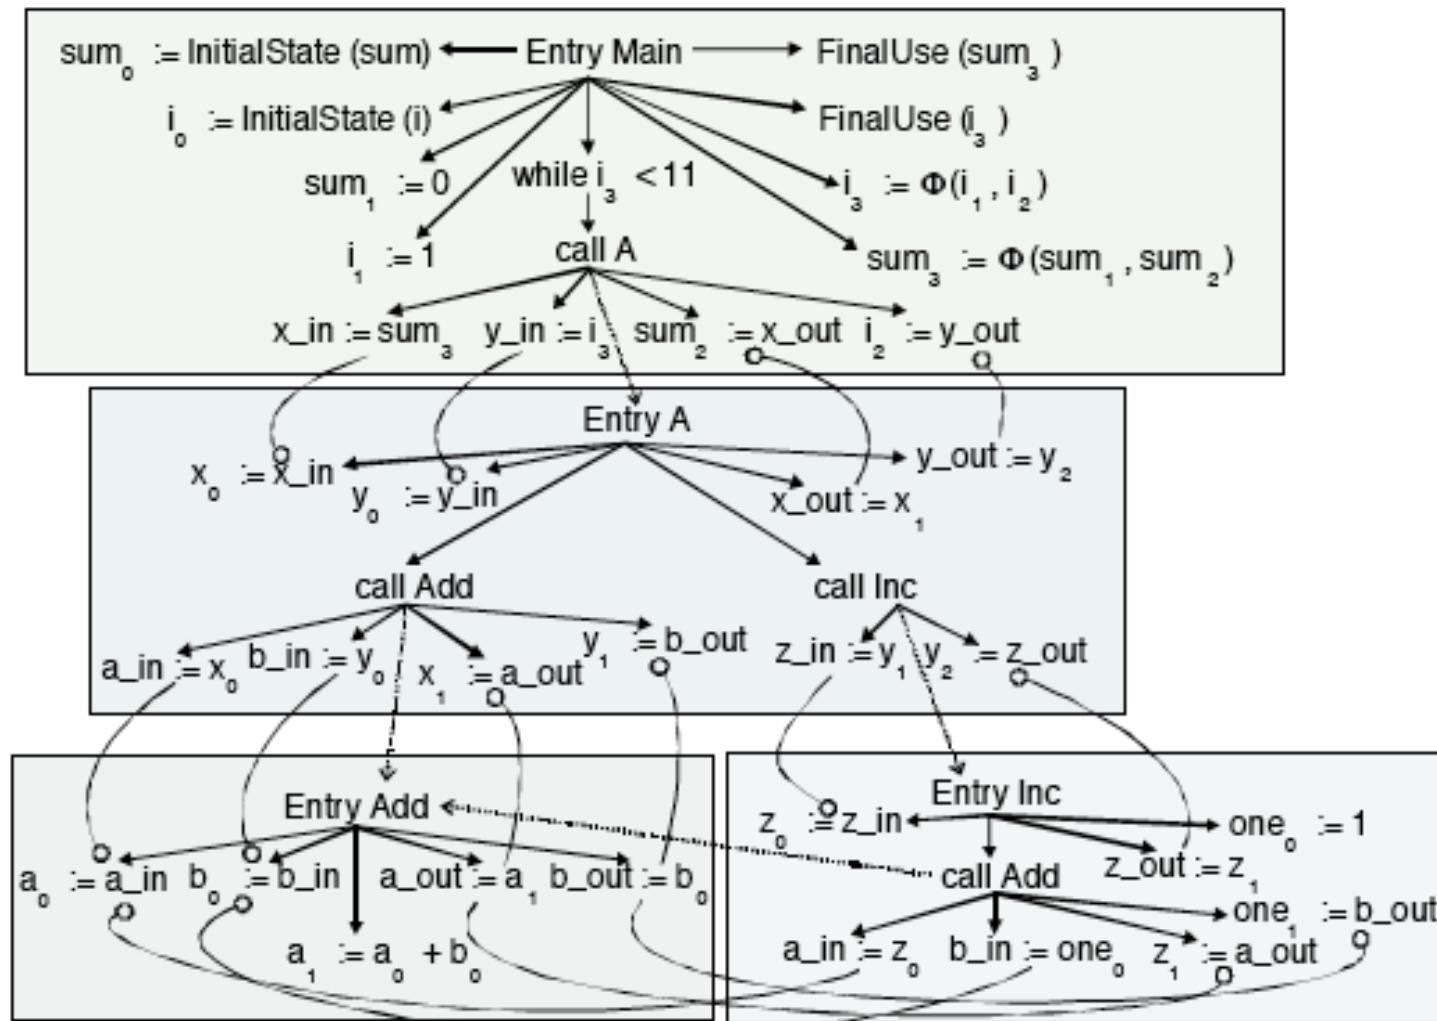 sum₀ := InitialState (sum) Entry Main FinalUse (sum₃ )
i₀ := InitialState (i) FinalUse (i₃ )
sum₁ := 0 while i₃ < 11 i₃ := Φ(i₁ , i₂ )
i₁ := 1 call A sum₃ := Φ(sum₁ , sum₂ )
x_in := sum₃ y_in := i₃ sum₂ := x_out i₂ := y_out
Entry A
x₀ := x_in y₀ := y_in x_out := x₁ y_out := y₂
call Add call Inc
a_in := x₀ b_in := y₀ x₁ := a_out y₁ := b_out z_in := y₁ y₂ := z_out
Entry Add Entry Inc
z₀ := z_in one₀ := 1
a₀ := a_in b₀ := b_in a_out := a₁ b_out := b₀ call Add z_out := z₁
one₁ := b_out
a₁ := a₀ + b₀ a_in := z₀ b_in := one₀ z₁ := a_out